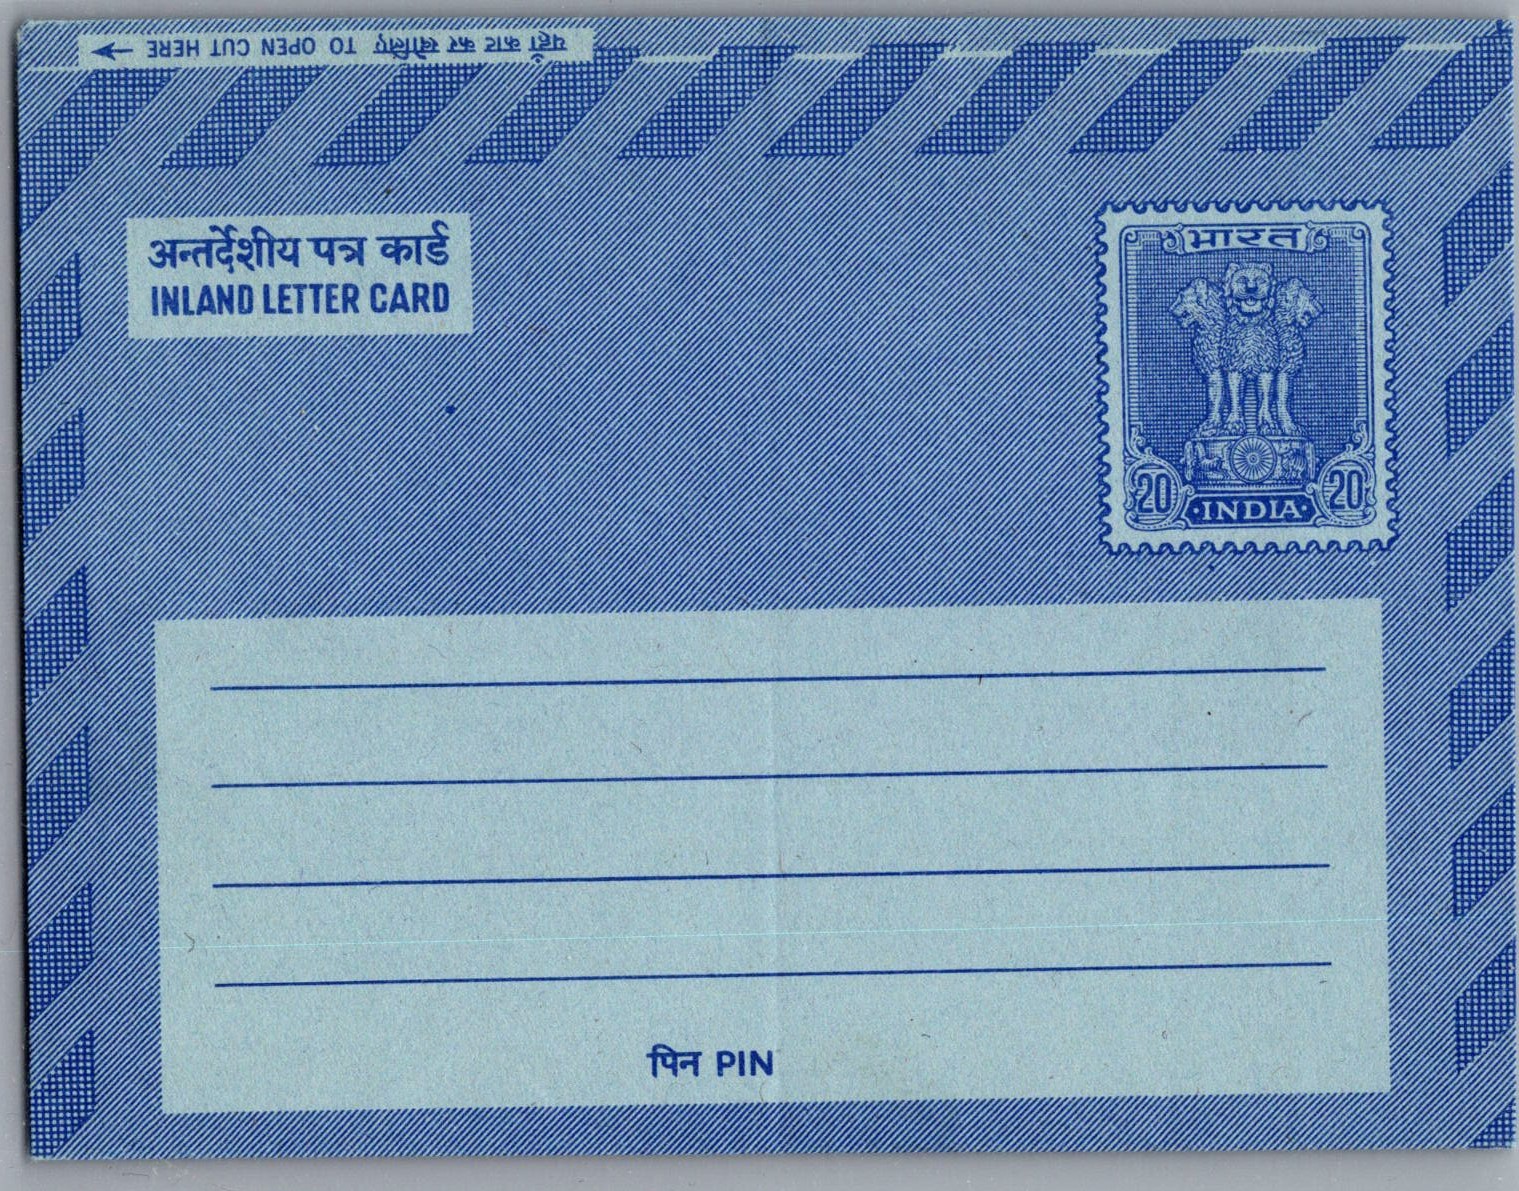 यहाँ काट कर खोलिए TO OPEN CUT HERE
अन्तर्देशीय पत्र कार्ड
INLAND LETTER CARD
भारत
20 ·INDIA· 20
पिन PIN